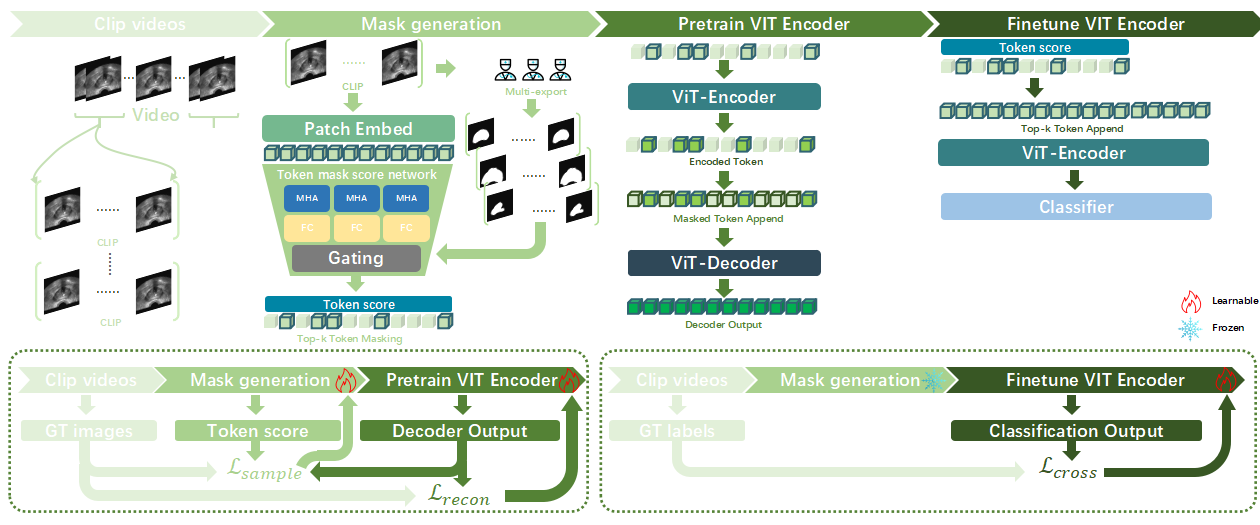 Clip videos
Mask generation
Pretrain VIT Encoder
Finetune VIT Encoder
Video
CLIP
CLIP
CLIP
Multi-export
Patch Embed
Token mask score network
MHA
MHA
MHA
FC
FC
FC
Gating
Token score
Top-k Token Masking
ViT-Encoder
Encoded Token
Masked Token Append
ViT-Decoder
Decoder Output
Token score
Top-k Token Append
ViT-Encoder
Classifier
Learnable
Frozen
Clip videos
Mask generation
Pretrain VIT Encoder
GT images
Token score
Decoder Output
ℒsample
ℒrecon
Clip videos
Mask generation
Finetune VIT Encoder
GT labels
Classification Output
ℒcross